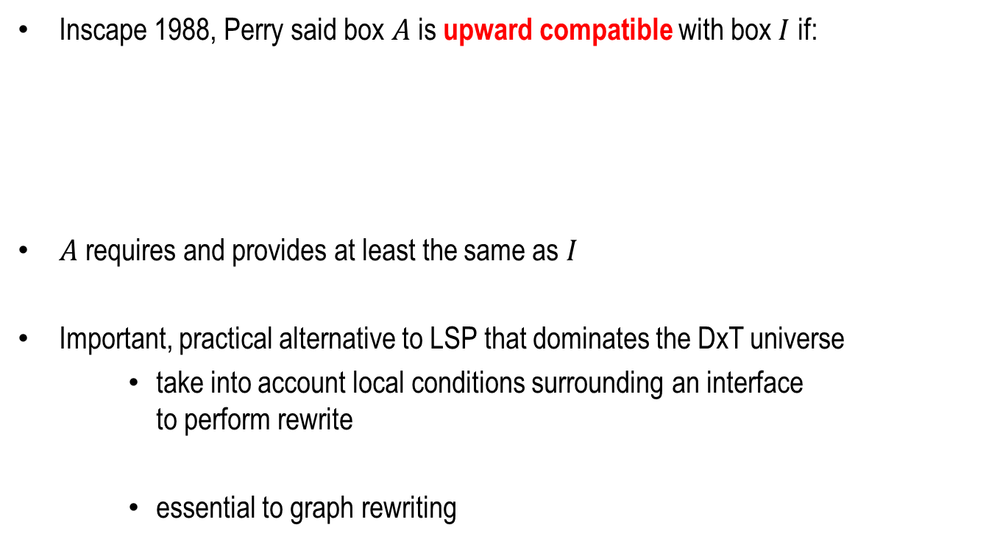 • Inscape 1988, Perry said box A is upward compatible with box I if:
• A requires and provides at least the same as I
• Important, practical alternative to LSP that dominates the DxT universe
• take into account local conditions surrounding an interface
to perform rewrite
• essential to graph rewriting